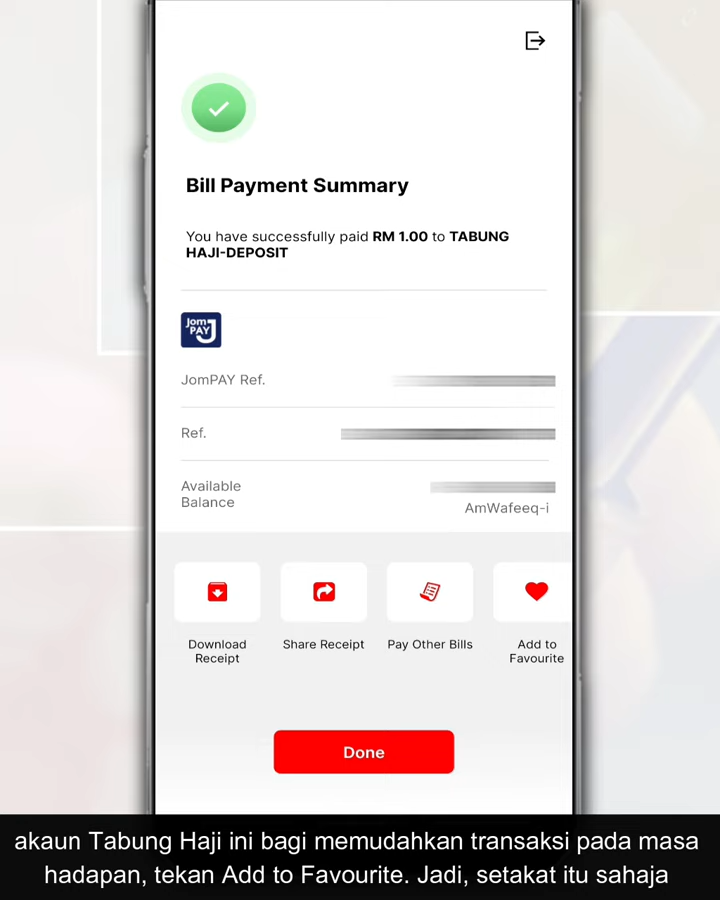 Bill Payment Summary
You have successfully paid RM 1.00 to TABUNG
HAJI-DEPOSIT
Jom
PAY
JomPAY Ref.
Ref.
Available
Balance
AmWafeeq-i
Download
Receipt
Share Receipt
Pay Other Bills
Add to
Favourite
Done
akaun Tabung Haji ini bagi memudahkan transaksi pada masa
hadapan, tekan Add to Favourite. Jadi, setakat itu sahaja